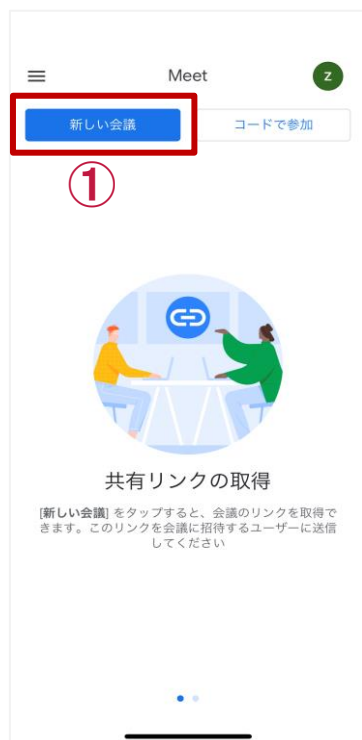 Meet
z
新しい会議
コードで参加
①
共有リンクの取得
[新しい会議] をタップすると、会議のリンクを取得で
きます。このリンクを会議に招待するユーザーに送信
してください